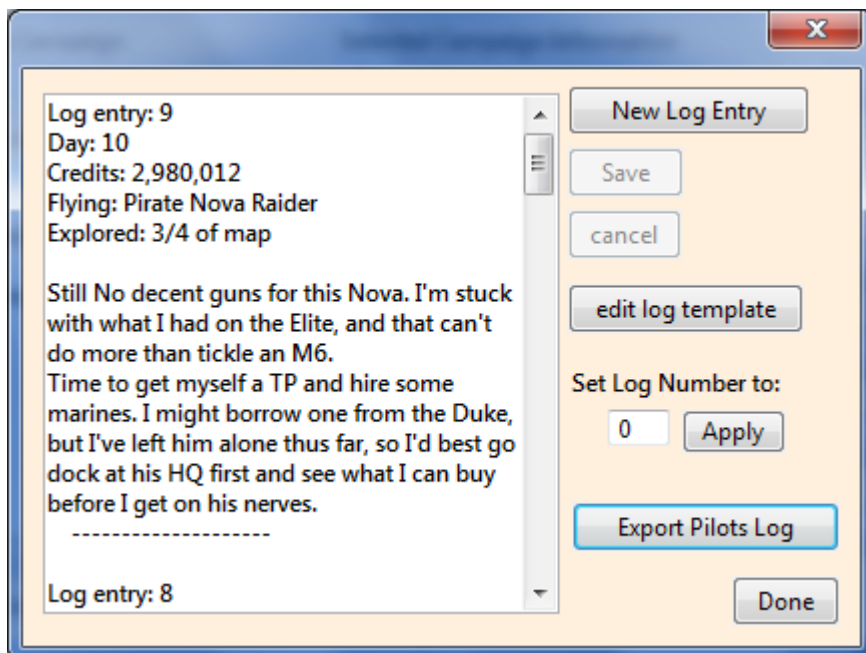 Log entry: 9
Day: 10
Credits: 2,980,012
Flying: Pirate Nova Raider
Explored: 3/4 of map
Still No decent guns for this Nova. I'm stuck
with what I had on the Elite, and that can't
do more than tickle an M6.
Time to get myself a TP and hire some
marines. I might borrow one from the Duke,
but I've left him alone thus far, so I'd best go
dock at his HQ first and see what I can buy
before I get on his nerves.
--------------------
Log entry: 8
New Log Entry
Save
cancel
edit log template
Set Log Number to:
0
Apply
Export Pilots Log
Done